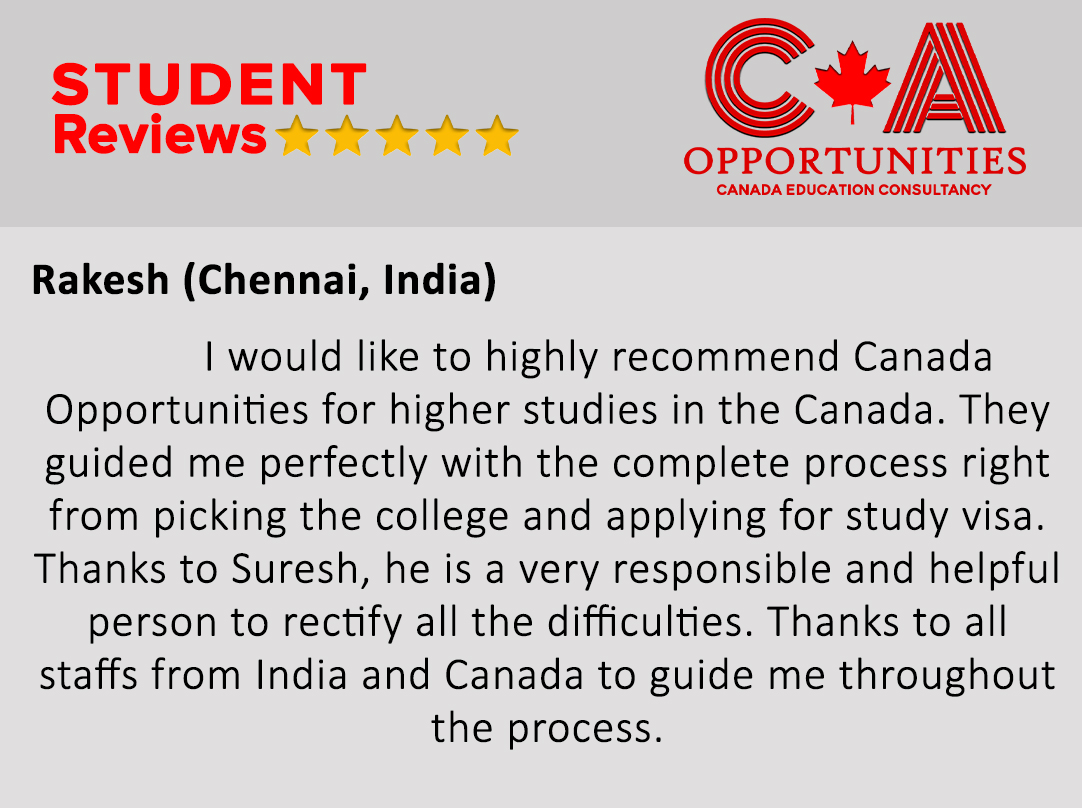 STUDENT
Reviews
CA
OPPORTUNITIES
CANADA EDUCATION CONSULTANCY
Rakesh (Chennai, India)
I would like to highly recommend Canada
Opportunities for higher studies in the Canada. They
guided me perfectly with the complete process right
from picking the college and applying for study visa.
Thanks to Suresh, he is a very responsible and helpful
person to rectify all the difficulties. Thanks to all
staffs from India and Canada to guide me throughout
the process.